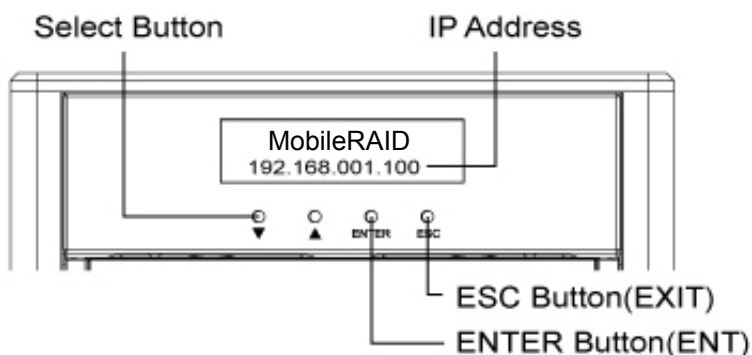 Select Button
IP Address
MobileRAID
192.168.001.100
▼ ▲ ENTER ESC
ESC Button(EXIT)
ENTER Button(ENT)